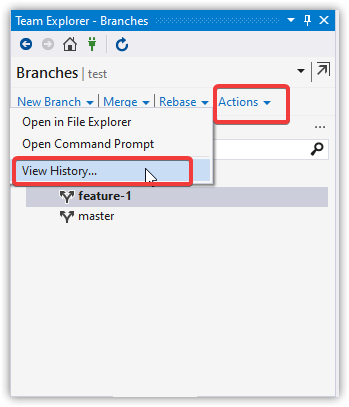 Team Explorer - Branches
Branches | test
New Branch | Merge | Rebase | Actions
Open in File Explorer
Open Command Prompt
View History...
feature-1
master